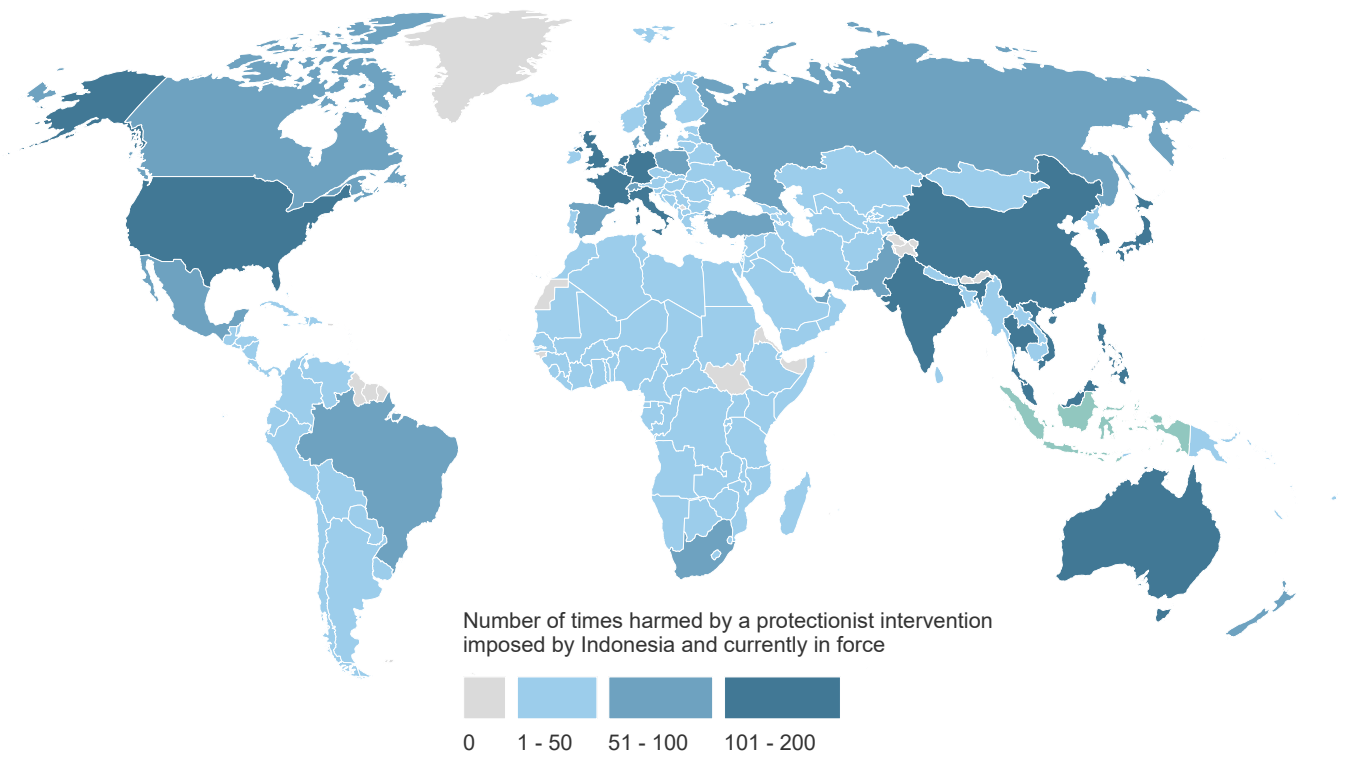 Number of times harmed by a protectionist intervention
imposed by Indonesia and currently in force
0 1 - 50 51 - 100 101 - 200